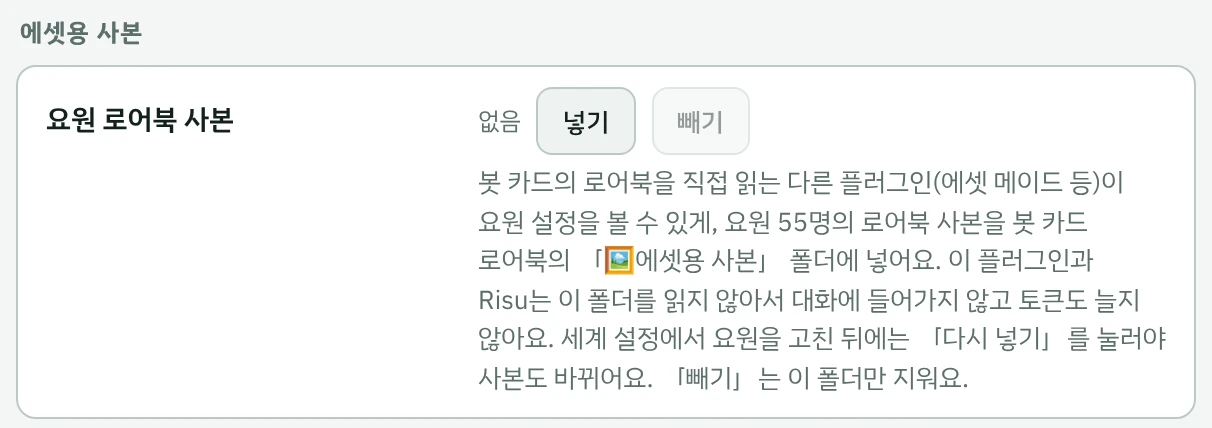 에셋용 사본
요원 로어북 사본
없음 넣기 빼기
봇 카드의 로어북을 직접 읽는 다른 플러그인(에셋 메이드 등)이
요원 설정을 볼 수 있게, 요원 55명의 로어북 사본을 봇 카드
로어북의 「🖼️에셋용 사본」 폴더에 넣어요. 이 플러그인과
Risu는 이 폴더를 읽지 않아서 대화에 들어가지 않고 토큰도 늘지
않아요. 세계 설정에서 요원을 고친 뒤에는 「다시 넣기」를 눌러야
사본도 바뀌어요. 「빼기」는 이 폴더만 지워요.